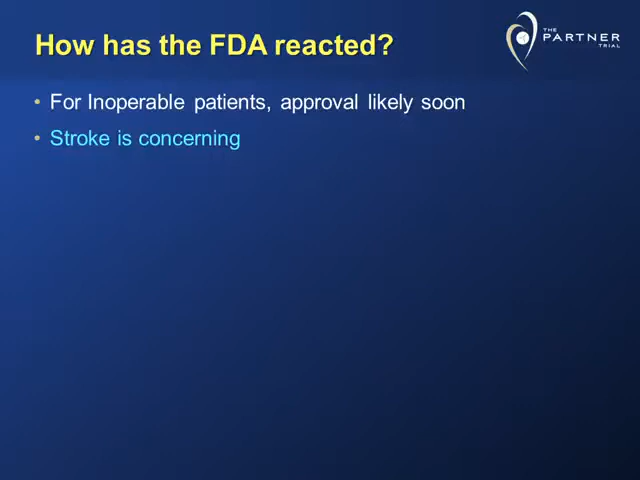 How has the FDA reacted?
THE
PARTNER
TRIAL
• For Inoperable patients, approval likely soon
• Stroke is concerning